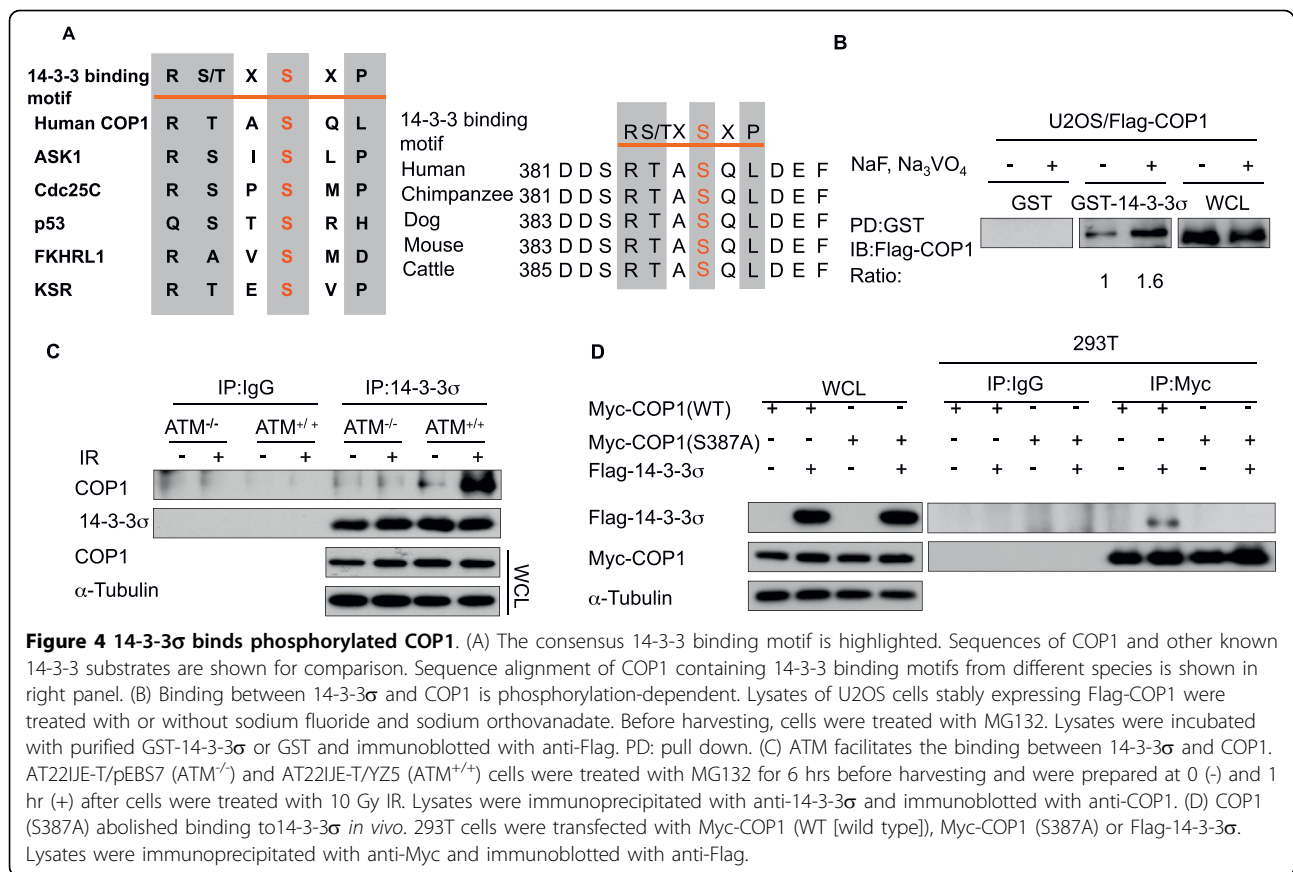 A
14-3-3 binding motif R S/T X S X P
Human COP1 R T A S Q L
ASK1 R S I S L P
Cdc25C R S P S M P
p53 Q S T S R H
FKHRL1 R A V S M D
KSR R T E S V P
14-3-3 binding motif R S/T X S X P
Human 381 D D S R T A S Q L D E F
Chimpanzee 381 D D S R T A S Q L D E F
Dog 383 D D S R T A S Q L D E F
Mouse 383 D D S R T A S Q L D E F
Cattle 385 D D S R T A S Q L D E F
B
U2OS/Flag-COP1
NaF, Na3VO4 - + - + - +
GST GST-14-3-3σ WCL
PD:GST
IB:Flag-COP1
Ratio: 1 1.6
C
IP:IgG IP:14-3-3σ
ATM-/- ATM+/+ ATM-/- ATM+/+
IR - + - + - + - +
COP1
14-3-3σ
COP1
α-Tubulin
WCL
D
293T
WCL IP:IgG IP:Myc
Myc-COP1(WT) + + - - + + - - + + - -
Myc-COP1(S387A) - - + + - - + + - - + +
Flag-14-3-3σ - + - + - + - + - + - +
Flag-14-3-3σ
Myc-COP1
α-Tubulin
Figure 4 14-3-3σ binds phosphorylated COP1. (A) The consensus 14-3-3 binding motif is highlighted. Sequences of COP1 and other known
14-3-3 substrates are shown for comparison. Sequence alignment of COP1 containing 14-3-3 binding motifs from different species is shown in
right panel. (B) Binding between 14-3-3σ and COP1 is phosphorylation-dependent. Lysates of U2OS cells stably expressing Flag-COP1 were
treated with or without sodium fluoride and sodium orthovanadate. Before harvesting, cells were treated with MG132. Lysates were incubated
with purified GST-14-3-3σ or GST and immunoblotted with anti-Flag. PD: pull down. (C) ATM facilitates the binding between 14-3-3σ and COP1.
AT22IJE-T/pEBS7 (ATM-/-) and AT22IJE-T/YZ5 (ATM+/+) cells were treated with MG132 for 6 hrs before harvesting and were prepared at 0 (-) and 1
hr (+) after cells were treated with 10 Gy IR. Lysates were immunoprecipitated with anti-14-3-3σ and immunoblotted with anti-COP1. (D) COP1
(S387A) abolished binding to14-3-3σ in vivo. 293T cells were transfected with Myc-COP1 (WT [wild type]), Myc-COP1 (S387A) or Flag-14-3-3σ.
Lysates were immunoprecipitated with anti-Myc and immunoblotted with anti-Flag.